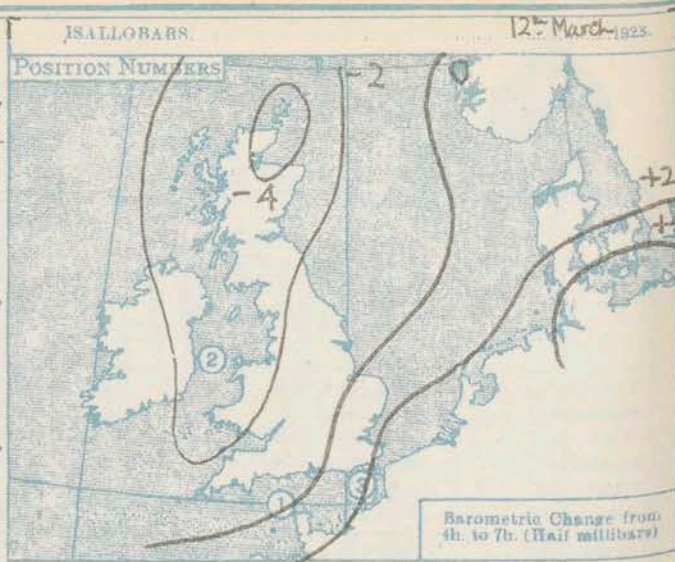 ISALLOBARS. 12th March 1923.
POSITION NUMBERS
-2
0
-4
+2
+
2
1
3
Barometric Change from
4h. to 7h. (Half millibars)